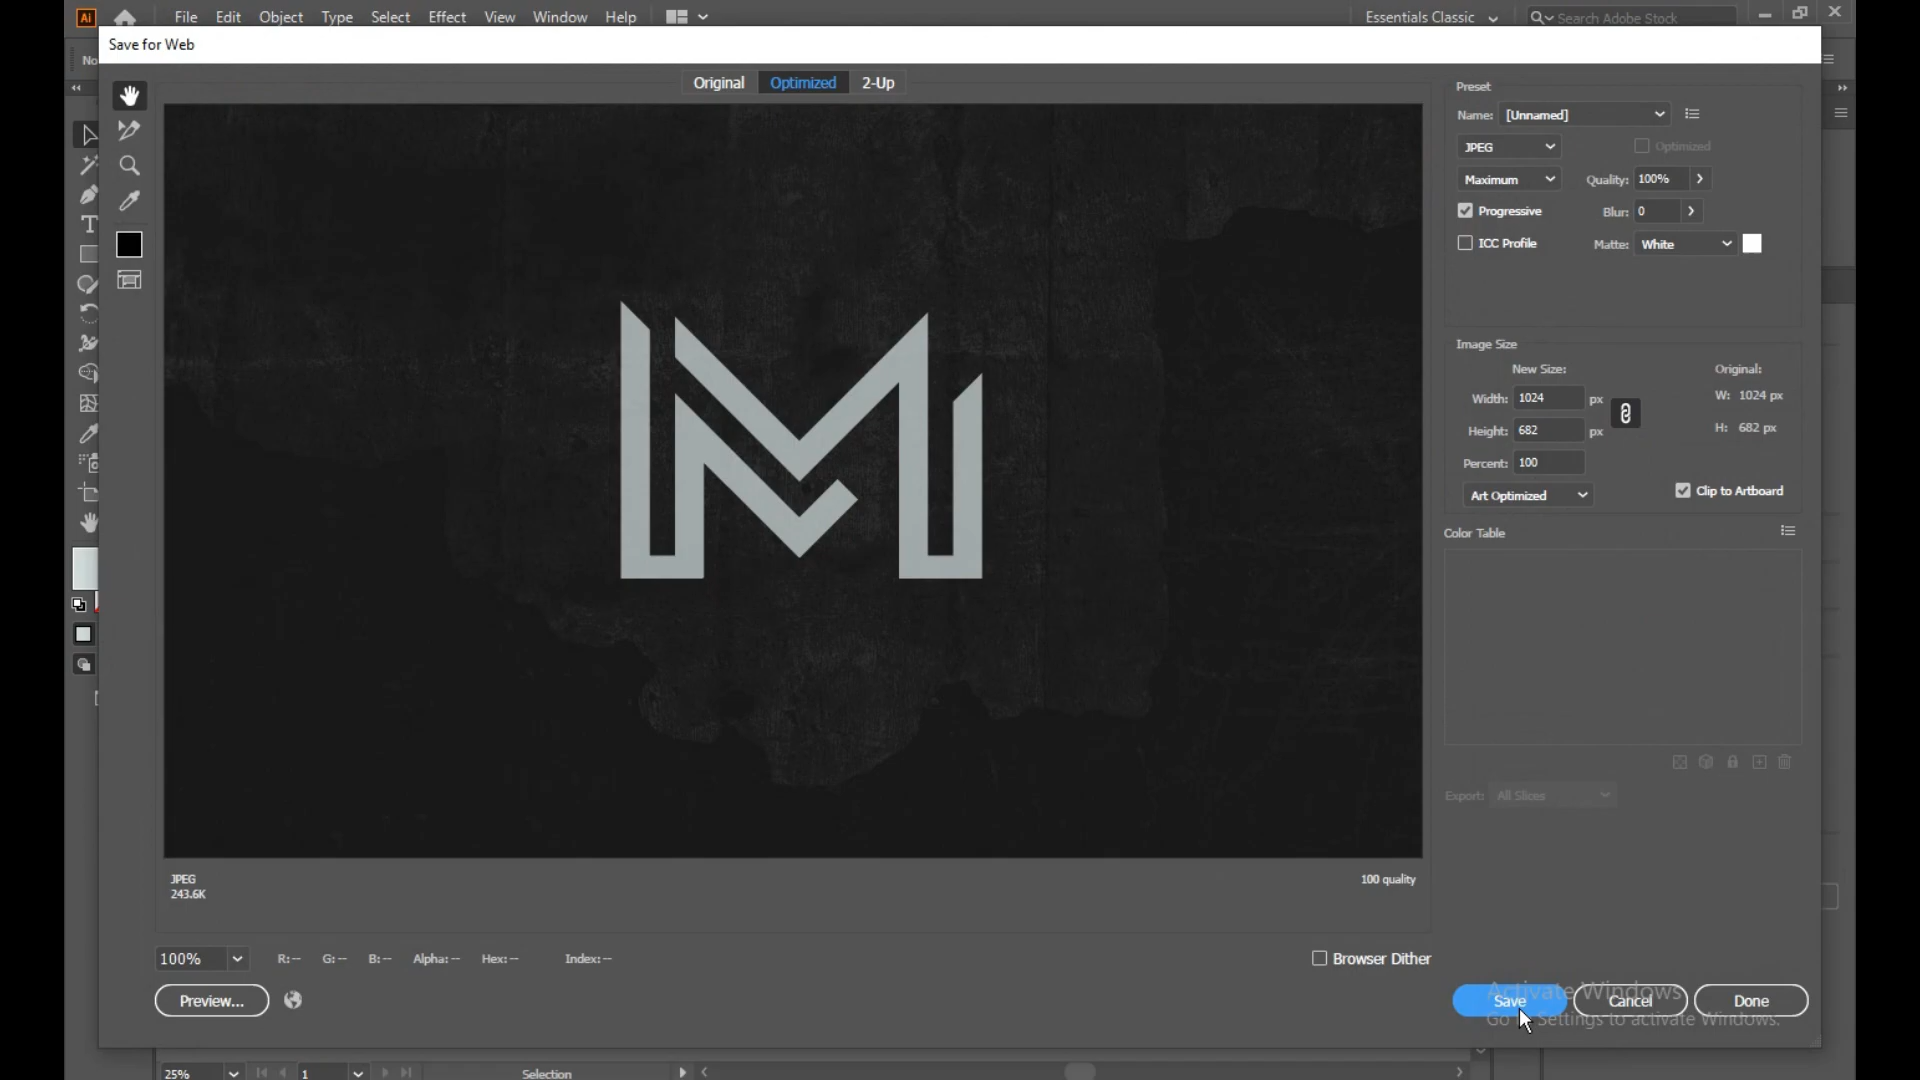 Ai File Edit Object Type Select Effect View Window Help Essentials Classic Search Adobe Stock
Save for Web
No
Original Optimized 2-Up
Preset
Name: [Unnamed]
JPEG Optimized
Maximum Quality: 100%
Progressive Blur: 0
ICC Profile Matte: White
Image Size
New Size: Original:
Width: 1024 px W: 1024 px
Height: 682 px H: 682 px
Percent: 100
Art Optimized Clip to Artboard
Color Table
Export: All Slices
JPEG 100 quality
243.6K
100% R: -- G: -- B: -- Alpha: -- Hex: -- Index: -- Browser Dither
Preview... Save Cancel Done
Activate Windows
Go to Settings to activate Windows.
25% 1 Selection